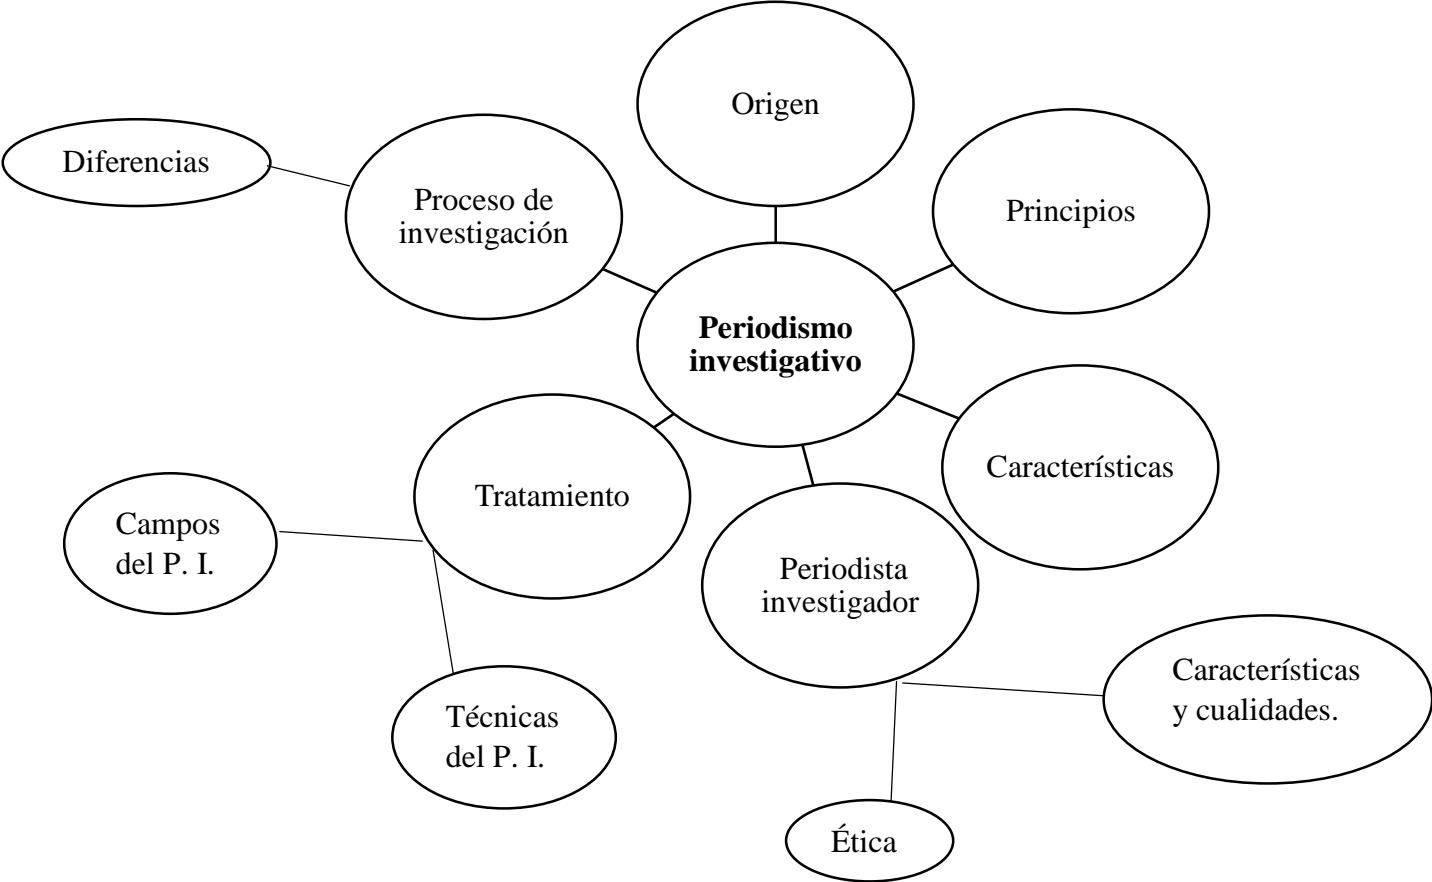 Origen
Diferencias
Proceso de
investigación
Principios
Periodismo
investigativo
Características
Tratamiento
Campos
del P. I.
Periodista
investigador
Características
y cualidades.
Técnicas
del P. I.
Ética